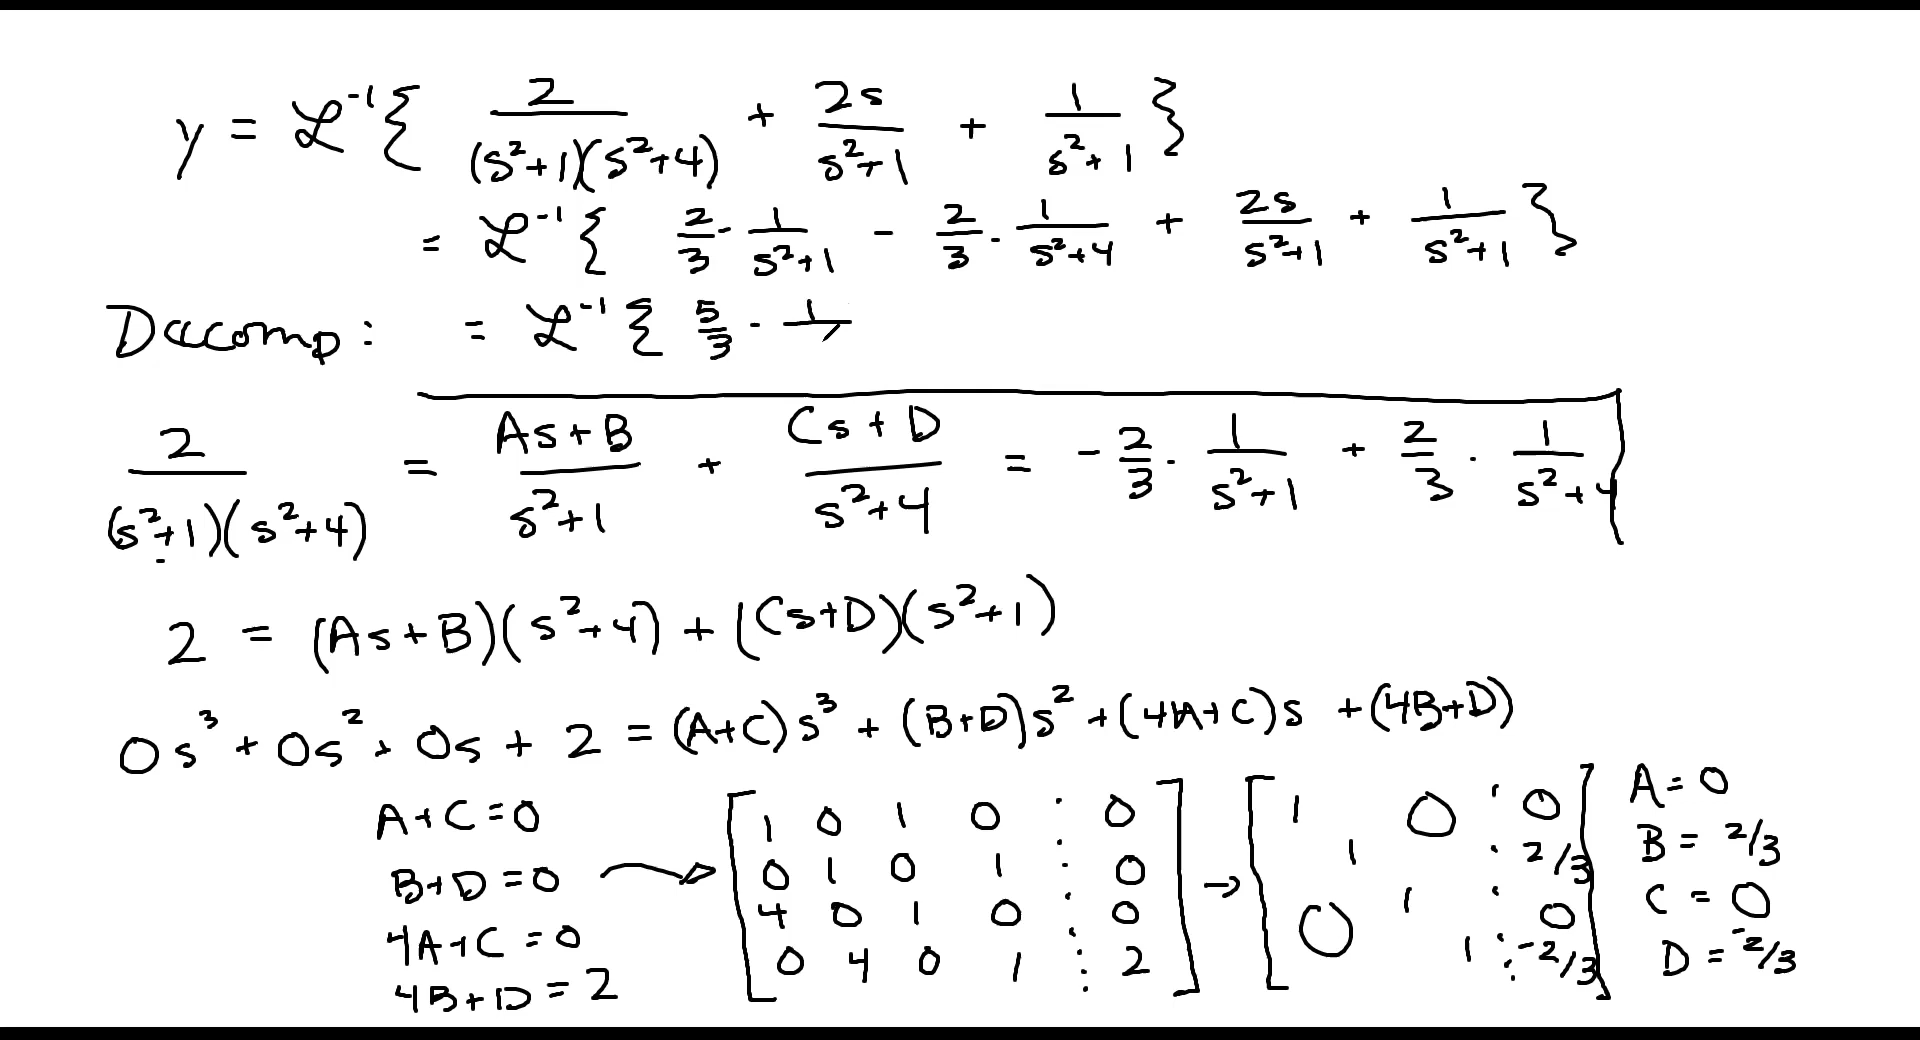 y = ℒ⁻¹{ 2/((s²+1)(s²+4)) + 2s/(s²+1) + 1/(s²+1) }
= ℒ⁻¹{ 2/3 · 1/(s²+1) - 2/3 · 1/(s²+4) + 2s/(s²+1) + 1/(s²+1) }
Decomp: = ℒ⁻¹{ 5/3 · 1/
2/((s²+1)(s²+4)) = (As+B)/(s²+1) + (Cs+D)/(s²+4) = -2/3 · 1/(s²+1) + 2/3 · 1/(s²+4)
2 = (As+B)(s²+4) + (Cs+D)(s²+1)
0s³ + 0s² + 0s + 2 = (A+C)s³ + (B+D)s² + (4A+C)s + (4B+D)
A+C=0 [ 1 0 1 0 ⋮ 0 ] [ 1 0 ⋮ 0 ] A=0
B+D=0 → [ 0 1 0 1 ⋮ 0 ] → [ 1 ⋮ 2/3 ] B = 2/3
4A+C=0 [ 4 0 1 0 ⋮ 0 ] [ 0 1 ⋮ 0 ] C = 0
4B+D=2 [ 0 4 0 1 ⋮ 2 ] [ 1 ⋮ -2/3 ] D = -2/3